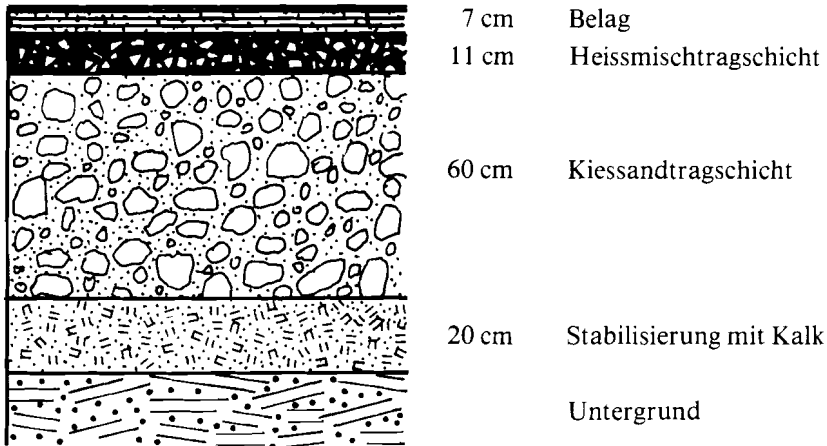 7 cm Belag
11 cm Heissmischtragschicht
60 cm Kiessandtragschicht
20 cm Stabilisierung mit Kalk
Untergrund